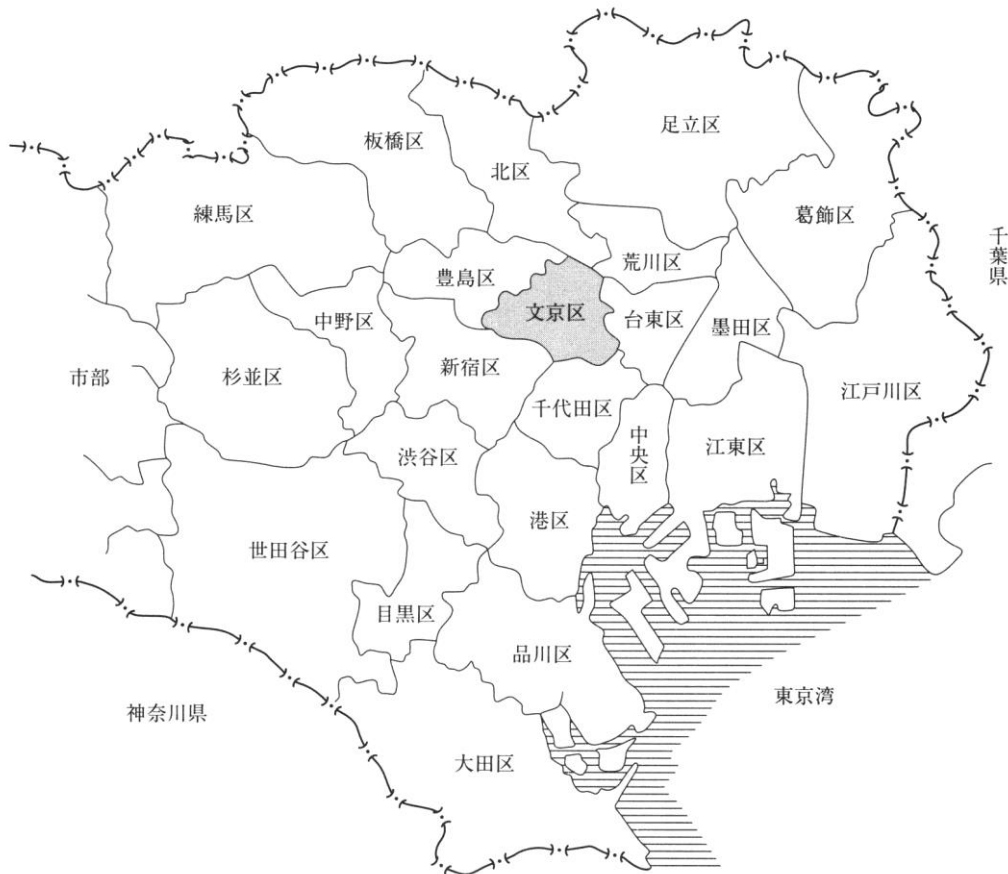 足立区
板橋区
北区
葛飾区
練馬区
千葉県
荒川区
豊島区
文京区
台東区
墨田区
中野区
新宿区
市部
杉並区
江戸川区
千代田区
中央区
江東区
渋谷区
港区
世田谷区
目黒区
品川区
東京湾
神奈川県
大田区